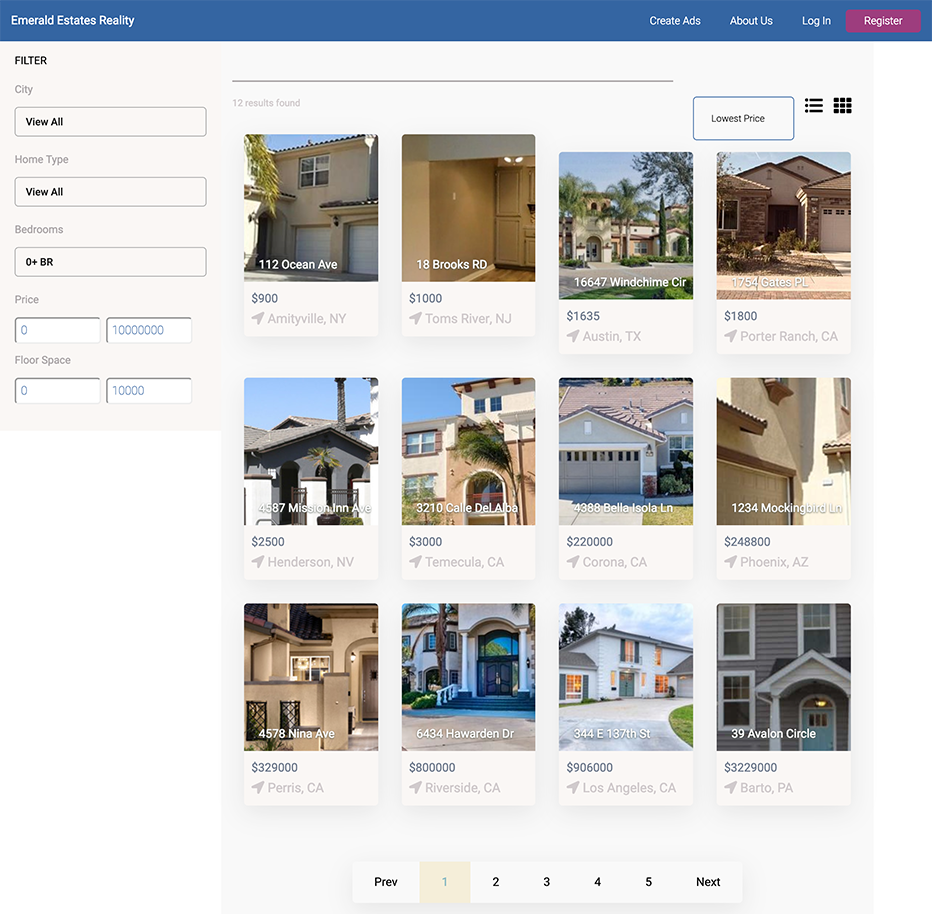 Emerald Estates Reality
Create Ads
About Us
Log In
Register
FILTER
City
View All
Home Type
View All
Bedrooms
0+ BR
Price
0
10000000
Floor Space
0
10000
12 results found
Lowest Price
112 Ocean Ave
$900
Amityville, NY
18 Brooks RD
$1000
Toms River, NJ
16647 Windchime Cir
$1635
Austin, TX
1754 Gates PL
$1800
Porter Ranch, CA
4587 Mission Inn Ave
$2500
Henderson, NV
3210 Calle Del Alba
$3000
Temecula, CA
4388 Bella Isola Ln
$220000
Corona, CA
1234 Mockingbird Ln
$248800
Phoenix, AZ
4578 Nina Ave
$329000
Perris, CA
6434 Hawarden Dr
$800000
Riverside, CA
344 E 137th St
$906000
Los Angeles, CA
39 Avalon Circle
$3229000
Barto, PA
Prev
1
2
3
4
5
Next